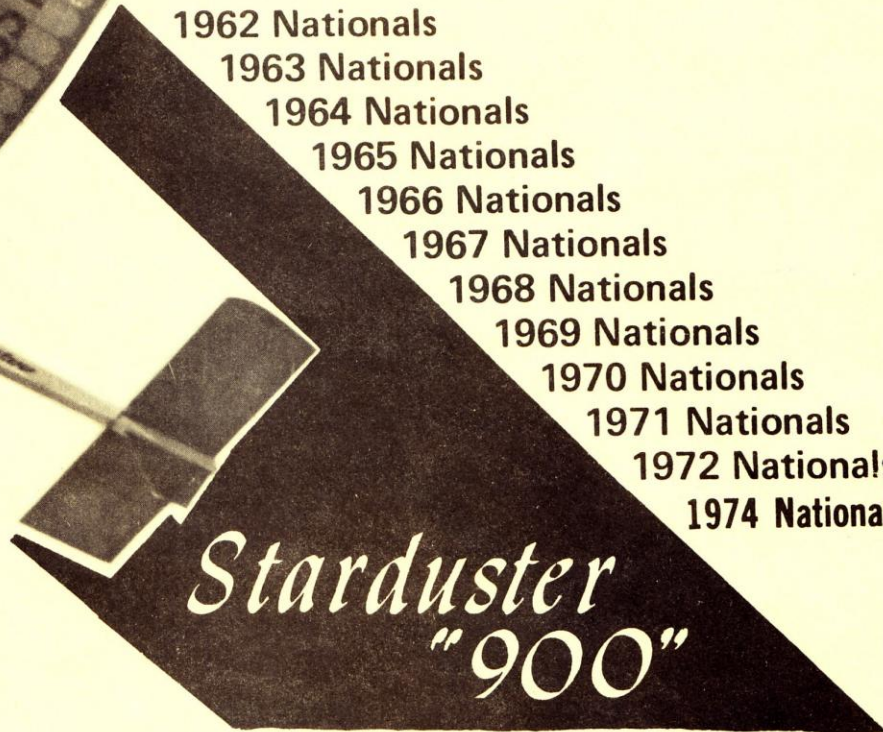 1962 Nationals
1963 Nationals
1964 Nationals
1965 Nationals
1966 Nationals
1967 Nationals
1968 Nationals
1969 Nationals
1970 Nationals
1971 Nationals
1972 Nationals
1974 Nationa
Starduster
"900"